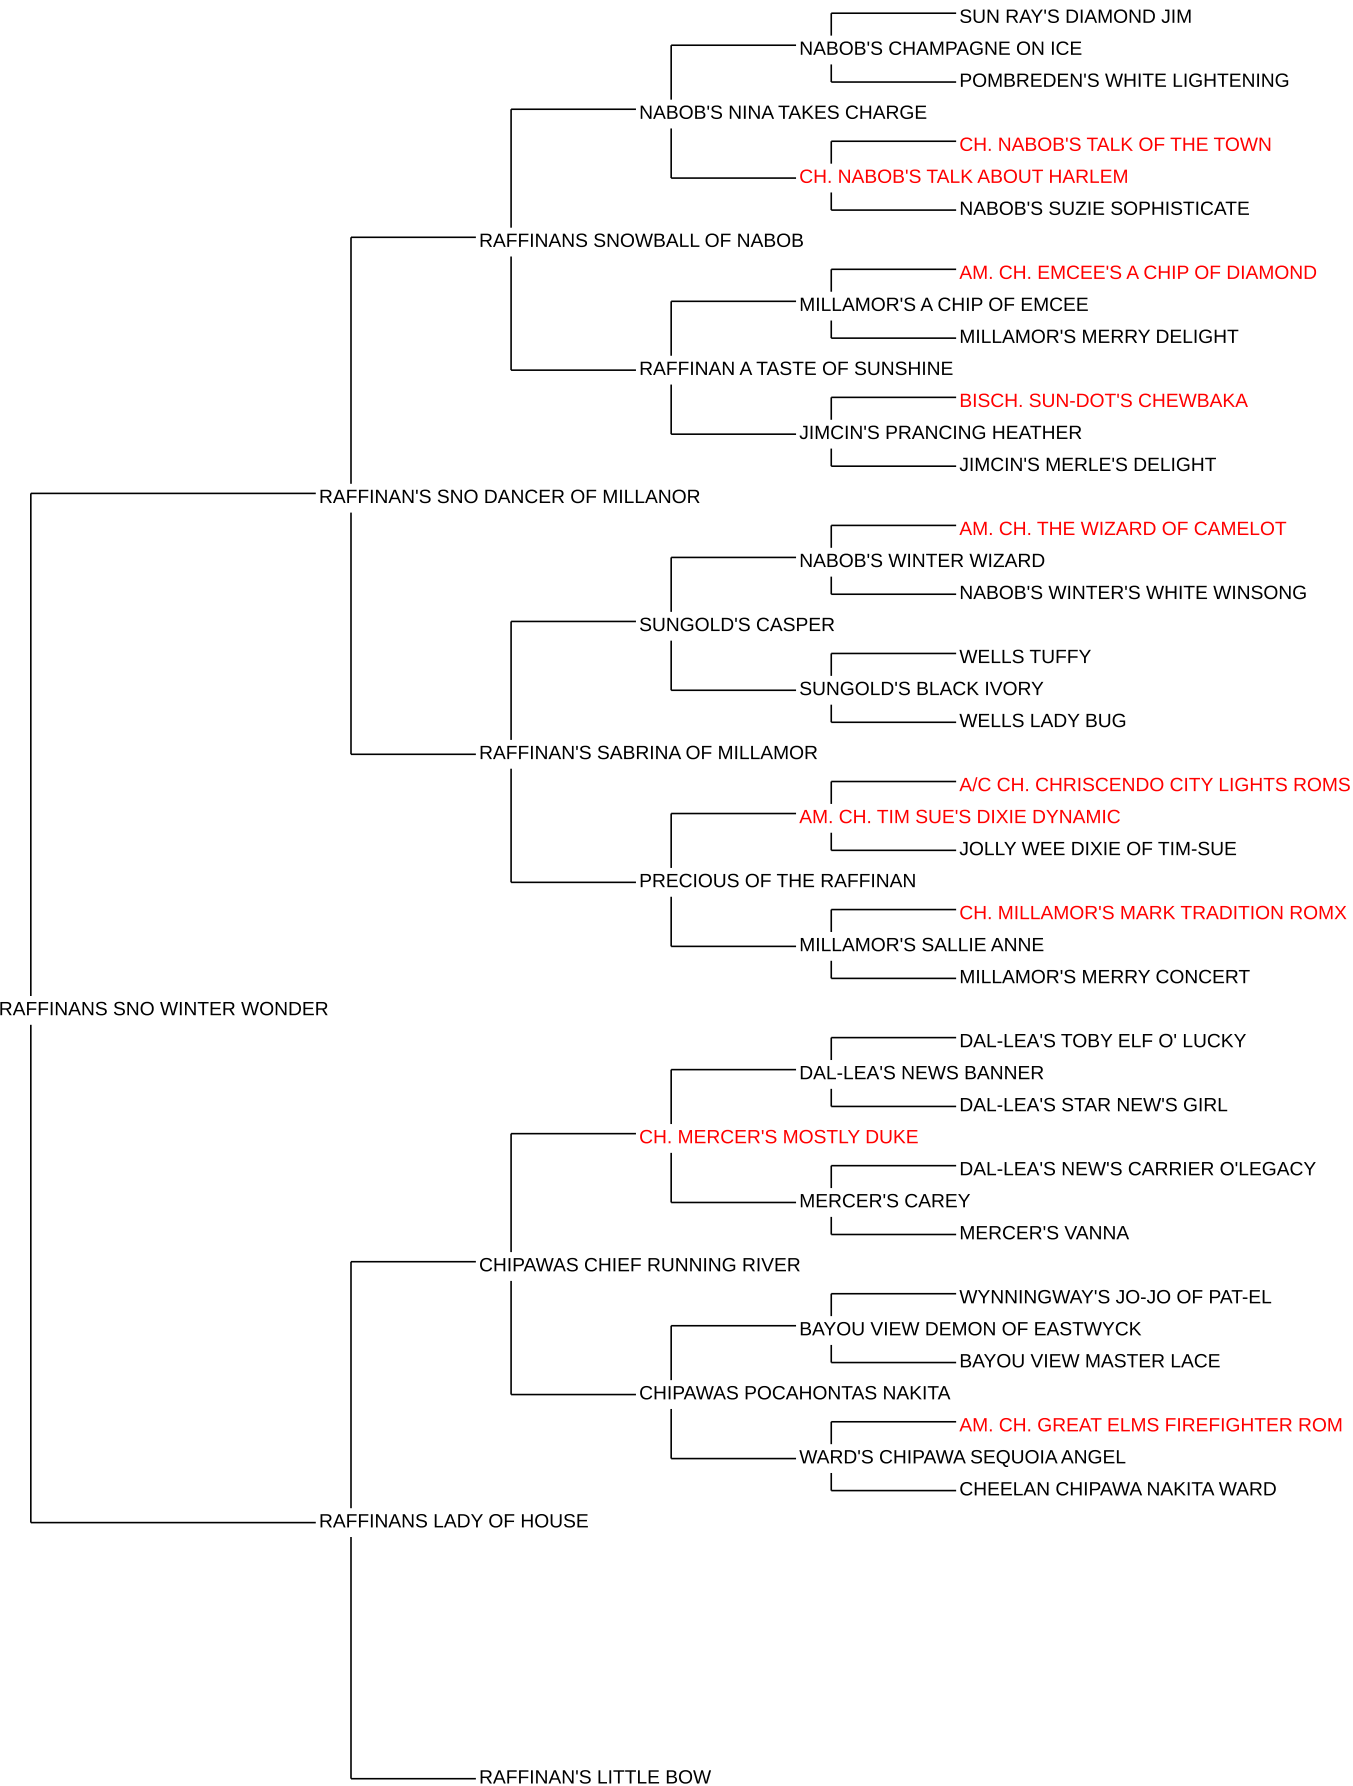 SUN RAY'S DIAMOND JIM
NABOB'S CHAMPAGNE ON ICE
POMBREDEN'S WHITE LIGHTENING
NABOB'S NINA TAKES CHARGE
CH. NABOB'S TALK OF THE TOWN
CH. NABOB'S TALK ABOUT HARLEM
NABOB'S SUZIE SOPHISTICATE
RAFFINANS SNOWBALL OF NABOB
AM. CH. EMCEE'S A CHIP OF DIAMOND
MILLAMOR'S A CHIP OF EMCEE
MILLAMOR'S MERRY DELIGHT
RAFFINAN A TASTE OF SUNSHINE
BISCH. SUN-DOT'S CHEWBAKA
JIMCIN'S PRANCING HEATHER
JIMCIN'S MERLE'S DELIGHT
RAFFINAN'S SNO DANCER OF MILLANOR
AM. CH. THE WIZARD OF CAMELOT
NABOB'S WINTER WIZARD
NABOB'S WINTER'S WHITE WINSONG
SUNGOLD'S CASPER
WELLS TUFFY
SUNGOLD'S BLACK IVORY
WELLS LADY BUG
RAFFINAN'S SABRINA OF MILLAMOR
A/C CH. CHRISCENDO CITY LIGHTS ROMS
AM. CH. TIM SUE'S DIXIE DYNAMIC
JOLLY WEE DIXIE OF TIM-SUE
PRECIOUS OF THE RAFFINAN
CH. MILLAMOR'S MARK TRADITION ROMX
MILLAMOR'S SALLIE ANNE
MILLAMOR'S MERRY CONCERT
RAFFINANS SNO WINTER WONDER
DAL-LEA'S TOBY ELF O' LUCKY
DAL-LEA'S NEWS BANNER
DAL-LEA'S STAR NEW'S GIRL
CH. MERCER'S MOSTLY DUKE
DAL-LEA'S NEW'S CARRIER O'LEGACY
MERCER'S CAREY
MERCER'S VANNA
CHIPAWAS CHIEF RUNNING RIVER
WYNNINGWAY'S JO-JO OF PAT-EL
BAYOU VIEW DEMON OF EASTWYCK
BAYOU VIEW MASTER LACE
CHIPAWAS POCAHONTAS NAKITA
AM. CH. GREAT ELMS FIREFIGHTER ROM
WARD'S CHIPAWA SEQUOIA ANGEL
CHEELAN CHIPAWA NAKITA WARD
RAFFINANS LADY OF HOUSE
RAFFINAN'S LITTLE BOW